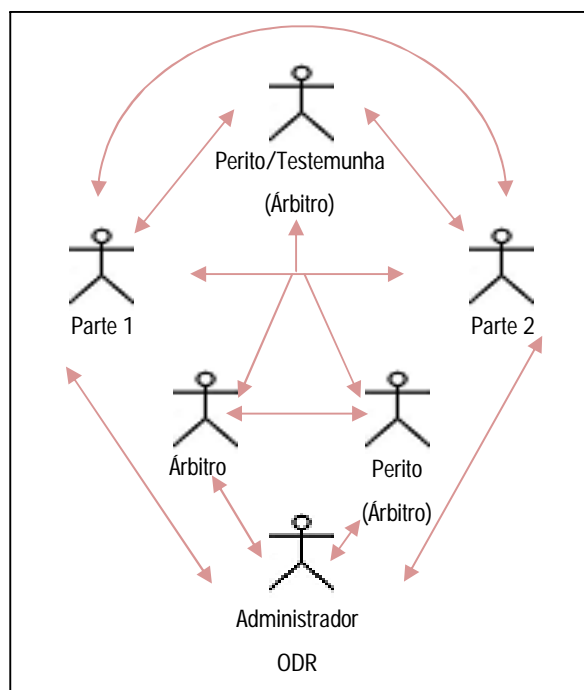 Perito/Testemunha
(Árbitro)
Parte 1
Parte 2
Árbitro
Perito
(Árbitro)
Administrador
ODR